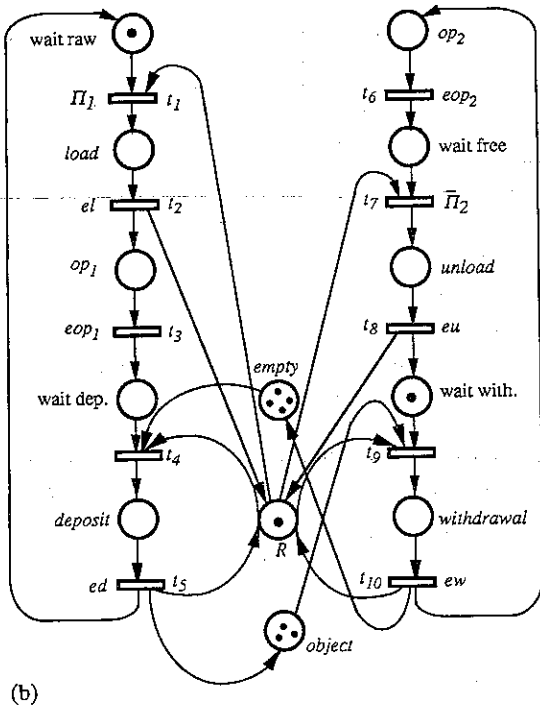 wait raw
op2
Π1 t1
t6 eop2
load
wait free
el t2
t7 Π̄2
op1
unload
eop1 t3
t8 eu
empty
wait dep.
wait with.
t4
t9
deposit
withdrawal
R
ed t5
t10 ew
object
(b)